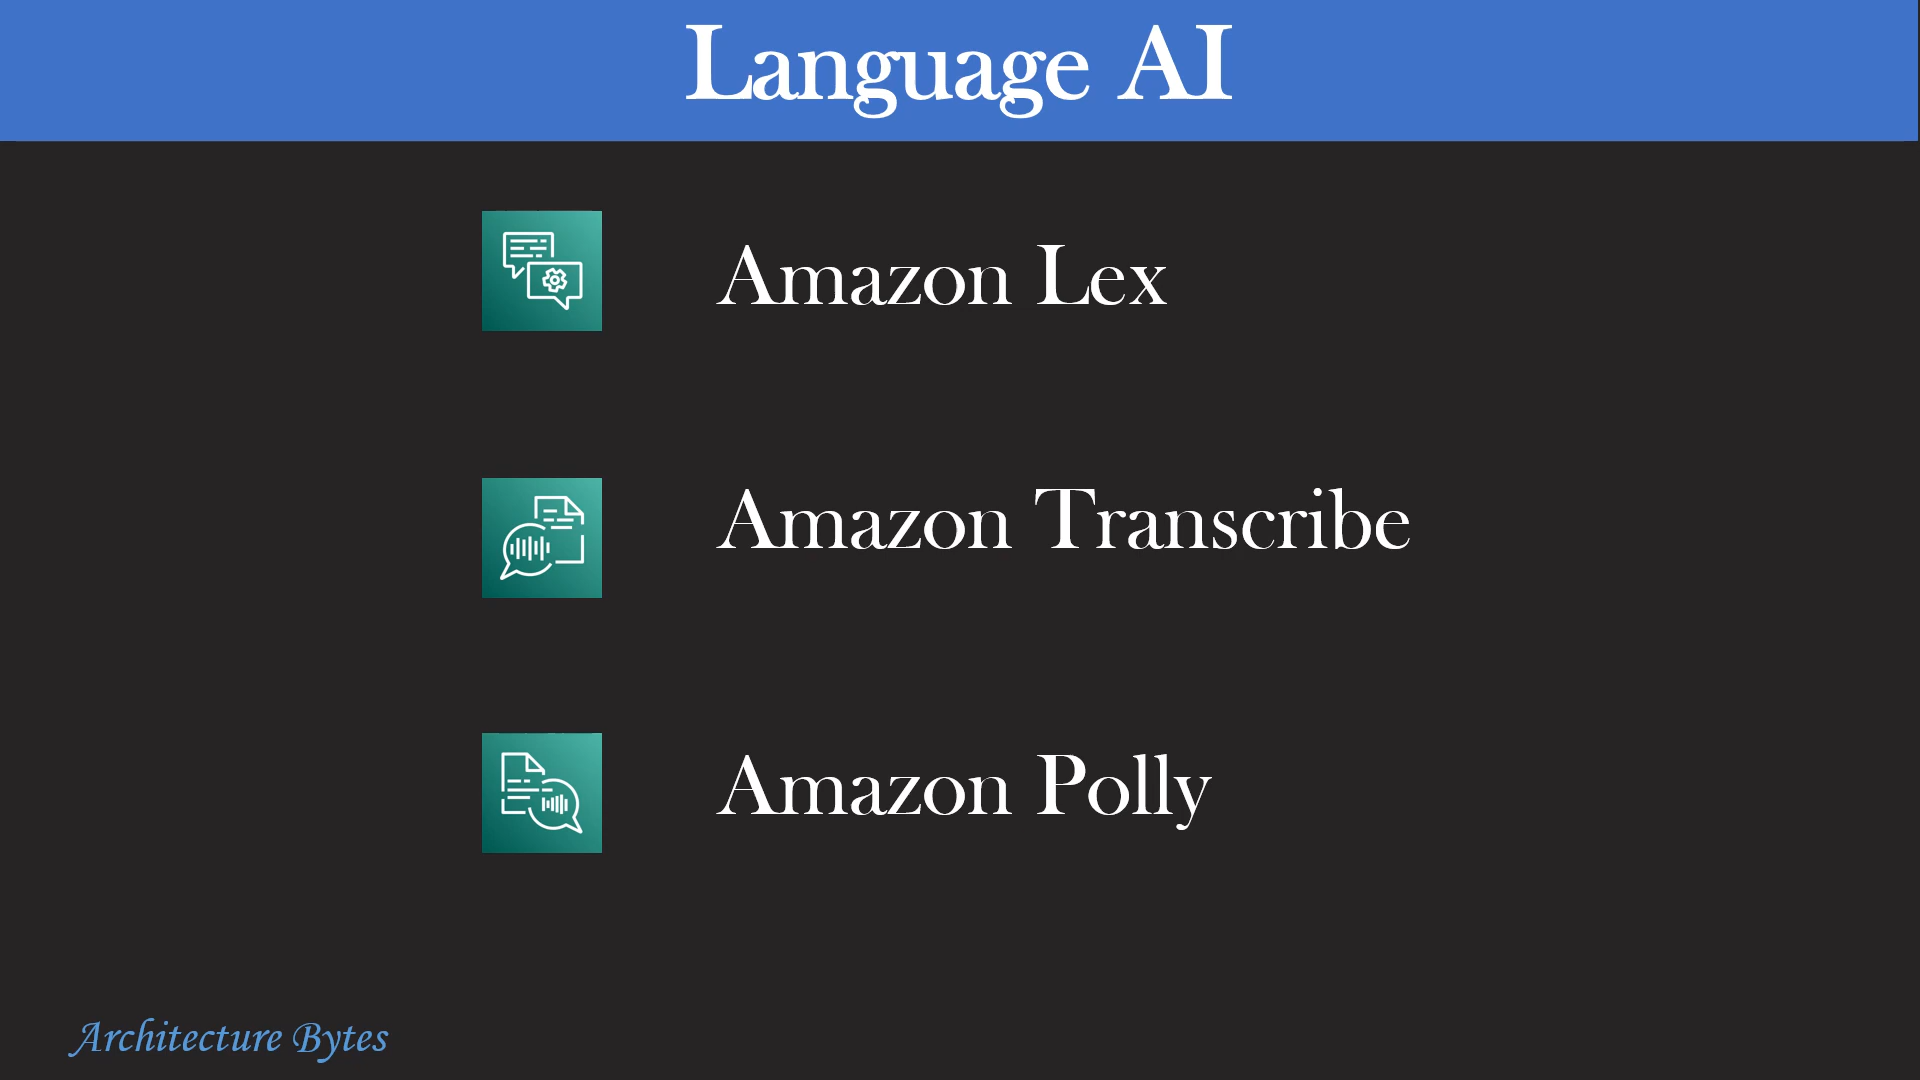 Language AI
Amazon Lex
Amazon Transcribe
Amazon Polly
Architecture Bytes